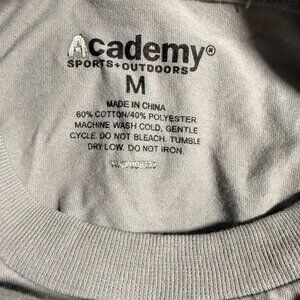 Academy®
SPORTS+OUTDOORS
M
MADE IN CHINA
60% COTTON/40% POLYESTER
MACHINE WASH COLD, GENTLE
CYCLE. DO NOT BLEACH. TUMBLE
DRY LOW. DO NOT IRON.